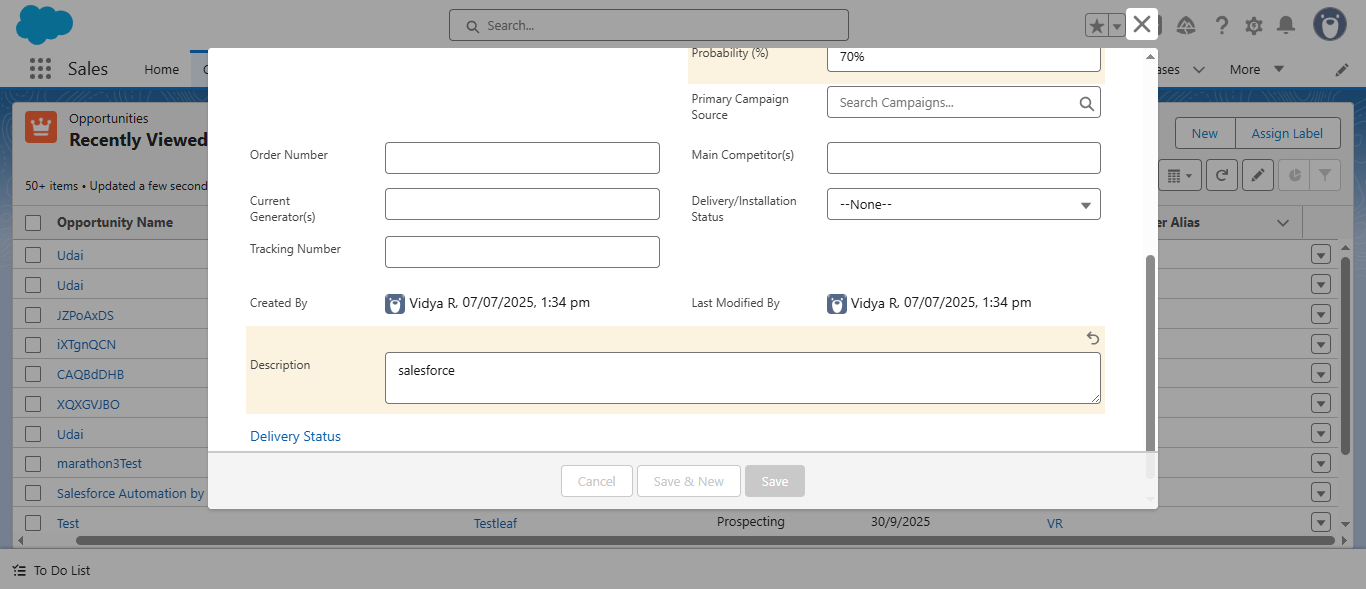 Search...
Sales
Home
ases
More
Opportunities
Recently Viewed
New
Assign Label
50+ items • Updated a few second
Opportunity Name
er Alias
Udai
Udai
JZPoAxDS
iXTgnQCN
CAQBdDHB
XQXGVJBO
Udai
marathon3Test
Salesforce Automation by
Test
Testleaf
Prospecting
30/9/2025
VR
Probability (%)
70%
Primary Campaign
Source
Search Campaigns...
Order Number
Main Competitor(s)
Current
Generator(s)
Delivery/Installation
Status
--None--
Tracking Number
Created By
Vidya R, 07/07/2025, 1:34 pm
Last Modified By
Vidya R, 07/07/2025, 1:34 pm
Description
salesforce
Delivery Status
Cancel
Save & New
Save
To Do List